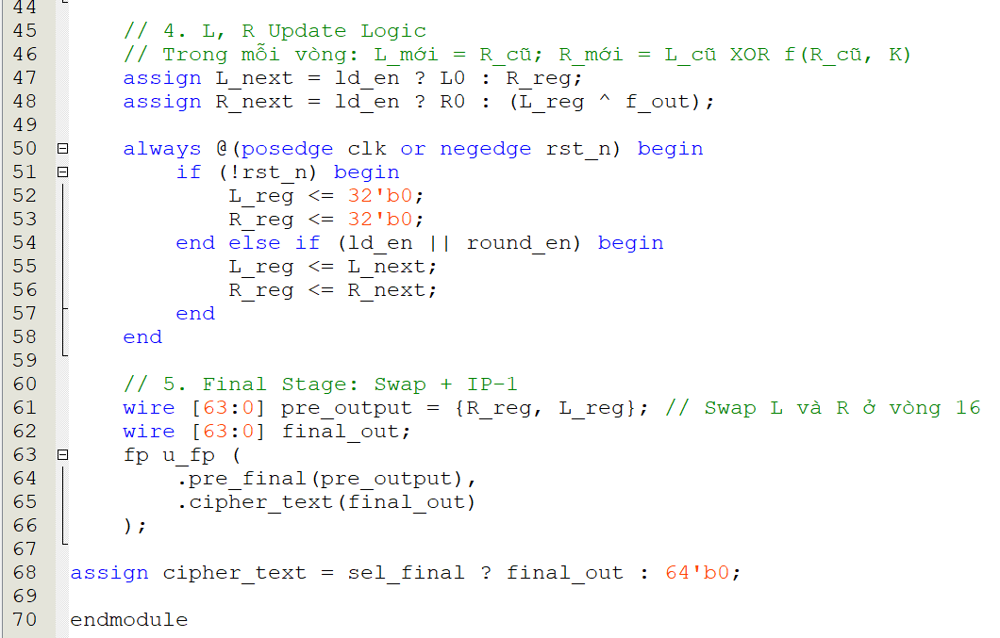 44
45     // 4. L, R Update Logic
46     // Trong mỗi vòng: L_mới = R_cũ; R_mới = L_cũ XOR f(R_cũ, K)
47     assign L_next = ld_en ? L0 : R_reg;
48     assign R_next = ld_en ? R0 : (L_reg ^ f_out);
49
50     always @(posedge clk or negedge rst_n) begin
51         if (!rst_n) begin
52             L_reg <= 32'b0;
53             R_reg <= 32'b0;
54         end else if (ld_en || round_en) begin
55             L_reg <= L_next;
56             R_reg <= R_next;
57         end
58     end
59
60     // 5. Final Stage: Swap + IP-1
61     wire [63:0] pre_output = {R_reg, L_reg}; // Swap L và R ở vòng 16
62     wire [63:0] final_out;
63     fp u_fp (
64         .pre_final(pre_output),
65         .cipher_text(final_out)
66     );
67
68 assign cipher_text = sel_final ? final_out : 64'b0;
69
70 endmodule